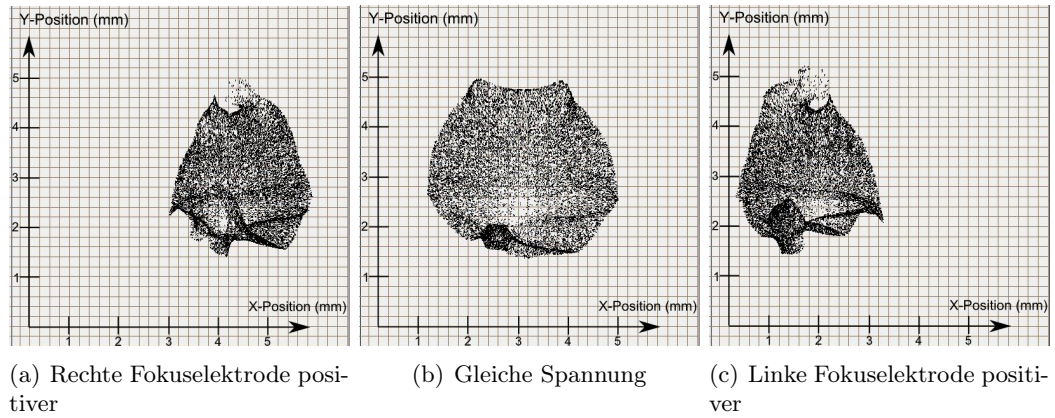 Y-Position (mm)
5
4
3
2
1
X-Position (mm)
1 2 3 4 5
(a) Rechte Fokuselektrode posi-
tiver
Y-Position (mm)
5
4
3
2
1
X-Position (mm)
1 2 3 4 5
(b) Gleiche Spannung
Y-Position (mm)
5
4
3
2
1
X-Position (mm)
1 2 3 4 5
(c) Linke Fokuselektrode positi-
ver